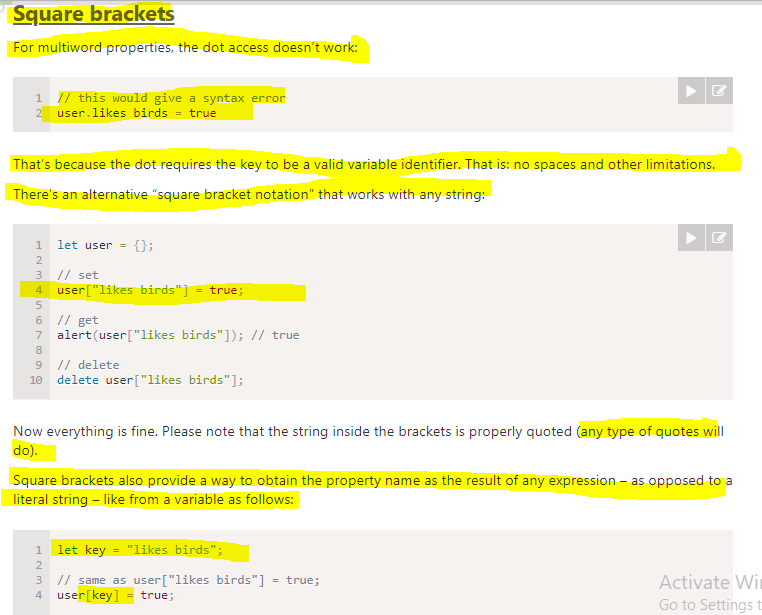 Square brackets
For multiword properties, the dot access doesn’t work:
1 // this would give a syntax error
2 user.likes birds = true
That’s because the dot requires the key to be a valid variable identifier. That is: no spaces and other limitations.
There’s an alternative “square bracket notation” that works with any string:
1 let user = {};
2
3 // set
4 user["likes birds"] = true;
5
6 // get
7 alert(user["likes birds"]); // true
8
9 // delete
10 delete user["likes birds"];
Now everything is fine. Please note that the string inside the brackets is properly quoted (any type of quotes will
do).
Square brackets also provide a way to obtain the property name as the result of any expression – as opposed to a
literal string – like from a variable as follows:
1 let key = "likes birds";
2
3 // same as user["likes birds"] = true;
4 user[key] = true;
Activate Wi
Go to Settings t